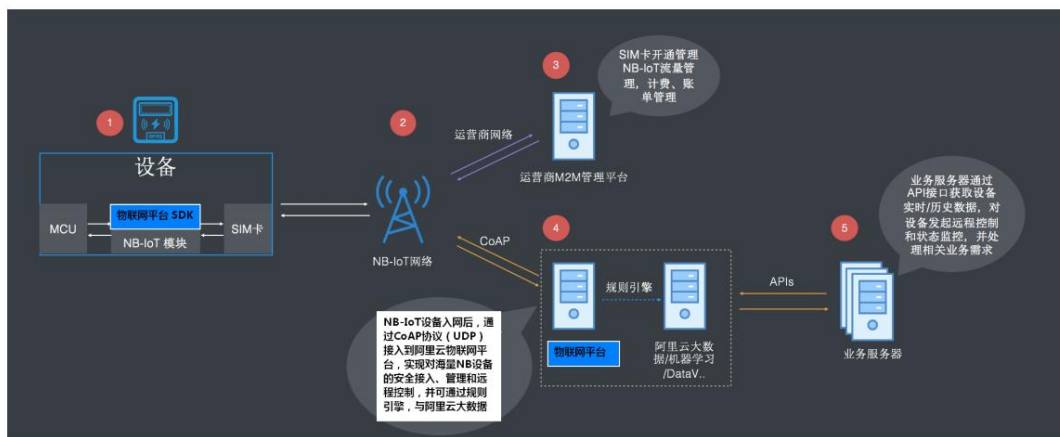 1
设备
MCU
物联网平台 SDK
NB-IoT 模块
SIM卡
2
NB-IoT网络
运营商网络
3
运营商M2M管理平台
SIM卡开通管理
NB-IoT流量管
理，计费、账
单管理
CoAP
4
物联网平台
规则引擎
阿里云大数
据/机器学习
/DataV..
NB-IoT设备入网后，通
过CoAP协议（UDP）
接入到阿里云物联网平
台，实现对海量NB设备
的安全接入、管理和远
程控制，并可通过规则
引擎，与阿里云大数据
APIs
5
业务服务器
业务服务器通过
API接口获取设备
实时/历史数据，对
设备发起远程控制
和状态监控，并处
理相关业务需求